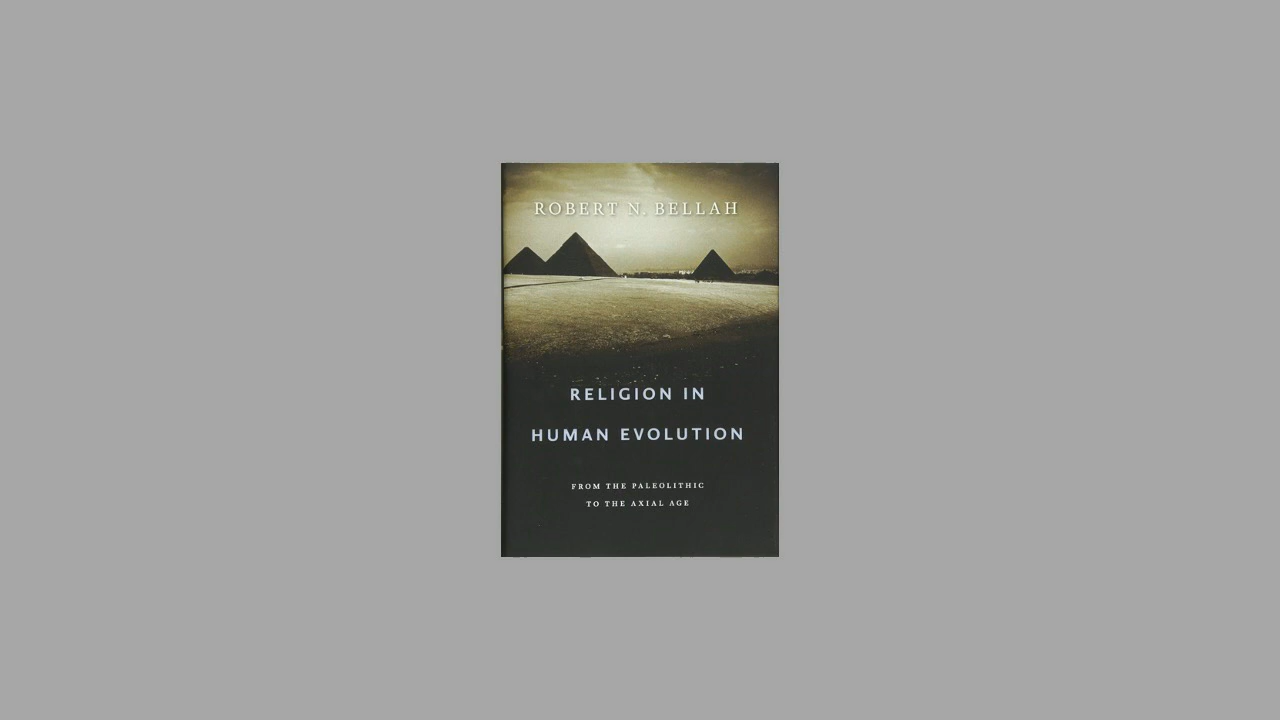 ROBERT N. BELLAH
RELIGION IN
HUMAN EVOLUTION
FROM THE PALEOLITHIC
TO THE AXIAL AGE